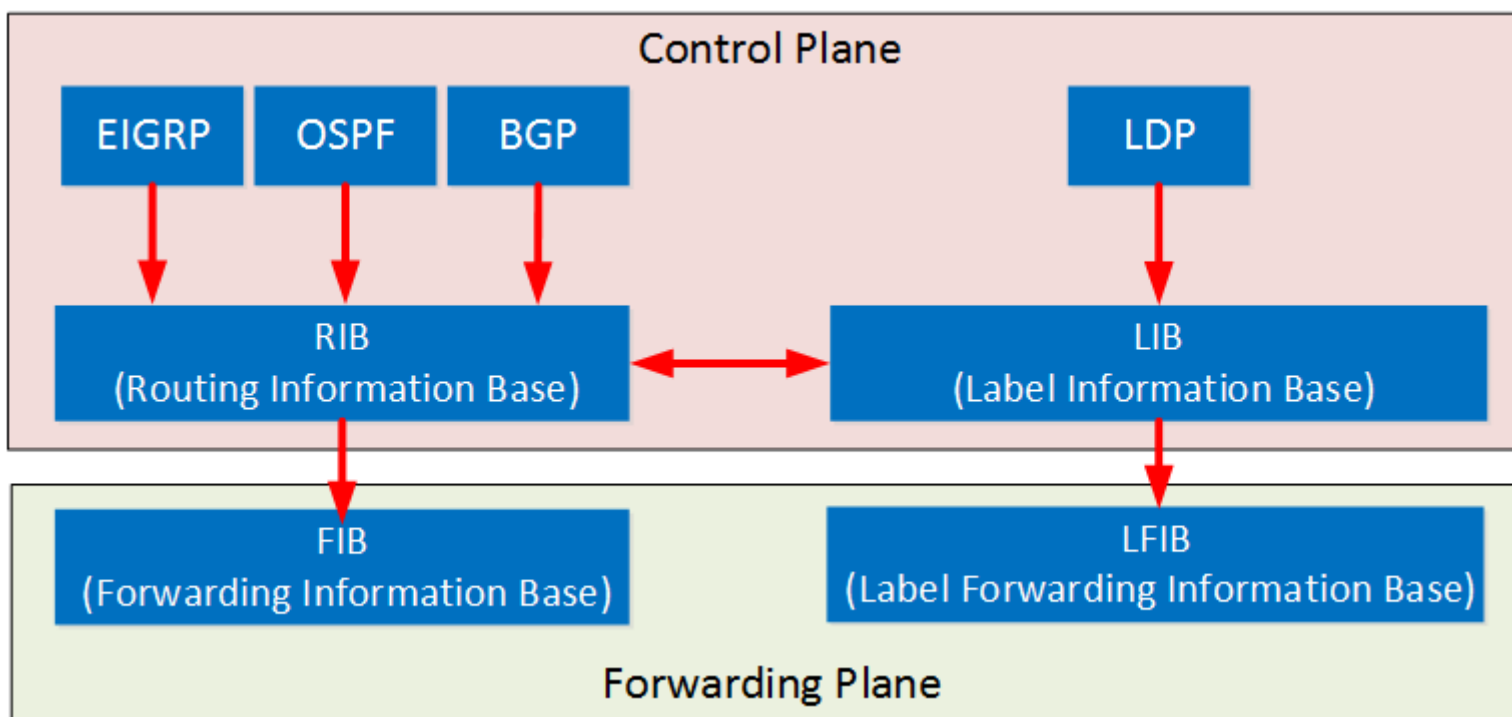 Control Plane
EIGRP
OSPF
BGP
LDP
RIB
(Routing Information Base)
LIB
(Label Information Base)
FIB
(Forwarding Information Base)
LFIB
(Label Forwarding Information Base)
Forwarding Plane